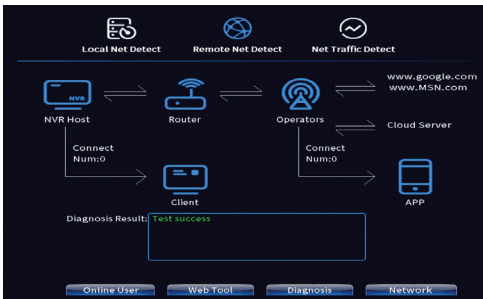 Local Net Detect
Remote Net Detect
Net Traffic Detect
www.google.com
www.MSN.com
NVR
NVR Host
Router
Operators
Cloud Server
Connect
Num:0
Connect
Num:0
Client
APP
Diagnosis Result:
Test success
Online User
Web Tool
Diagnosis
Network